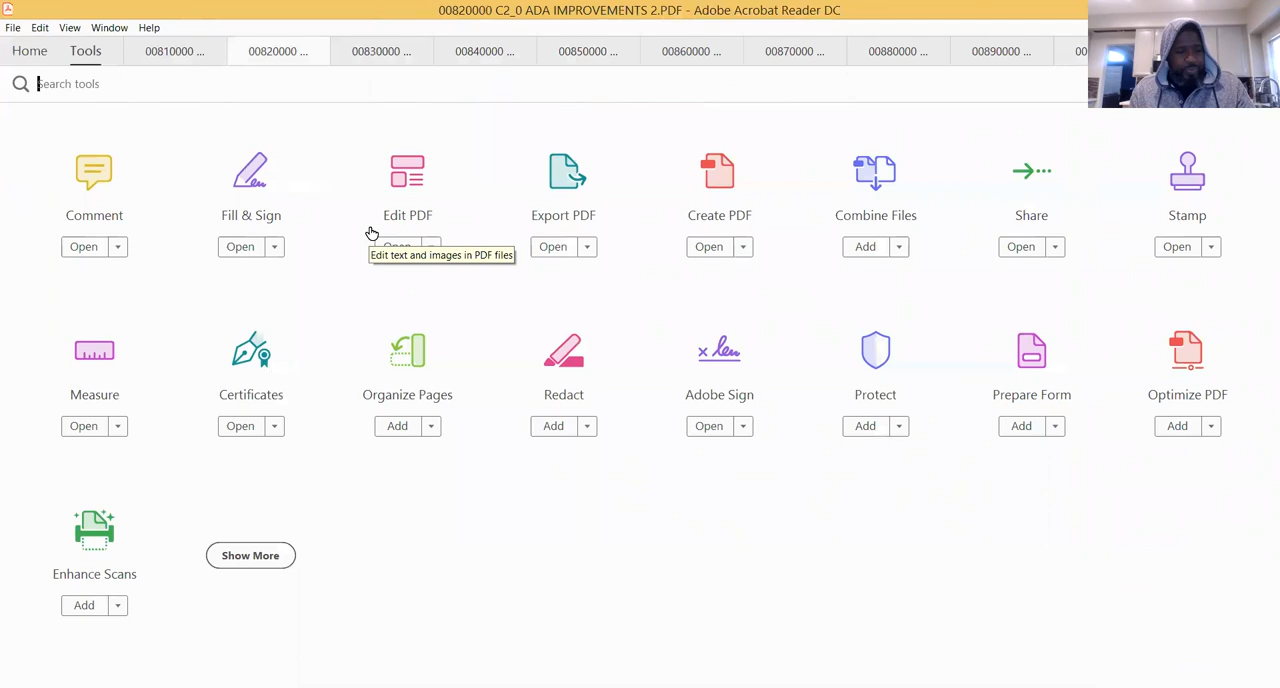 00820000 C2_0 ADA IMPROVEMENTS 2.PDF - Adobe Acrobat Reader DC
File Edit View Window Help
Home Tools 00810000 ... 00820000 ... 00830000 ... 00840000 ... 00850000 ... 00860000 ... 00870000 ... 00880000 ... 00890000 ... 00
Search tools
Comment Fill & Sign Edit PDF Export PDF Create PDF Combine Files Share Stamp
Open Open Open Open Open Add Open Open
Edit text and images in PDF files
Measure Certificates Organize Pages Redact Adobe Sign Protect Prepare Form Optimize PDF
Open Open Add Add Open Add Add Add
Show More
Enhance Scans
Add